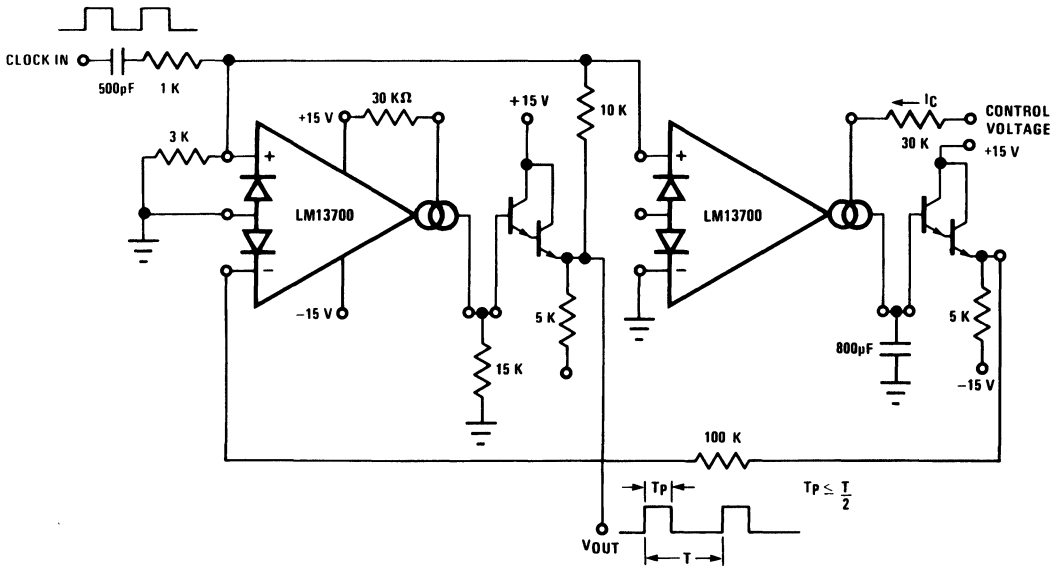 CLOCK IN
500pF
1 K
3 K
+
−
LM13700
+15 V
30 KΩ
−15 V
+15 V
10 K
5 K
15 K
+
−
LM13700
IC
30 K
CONTROL
VOLTAGE
+15 V
800pF
5 K
−15 V
100 K
TP
TP ≤ T/2
VOUT
T